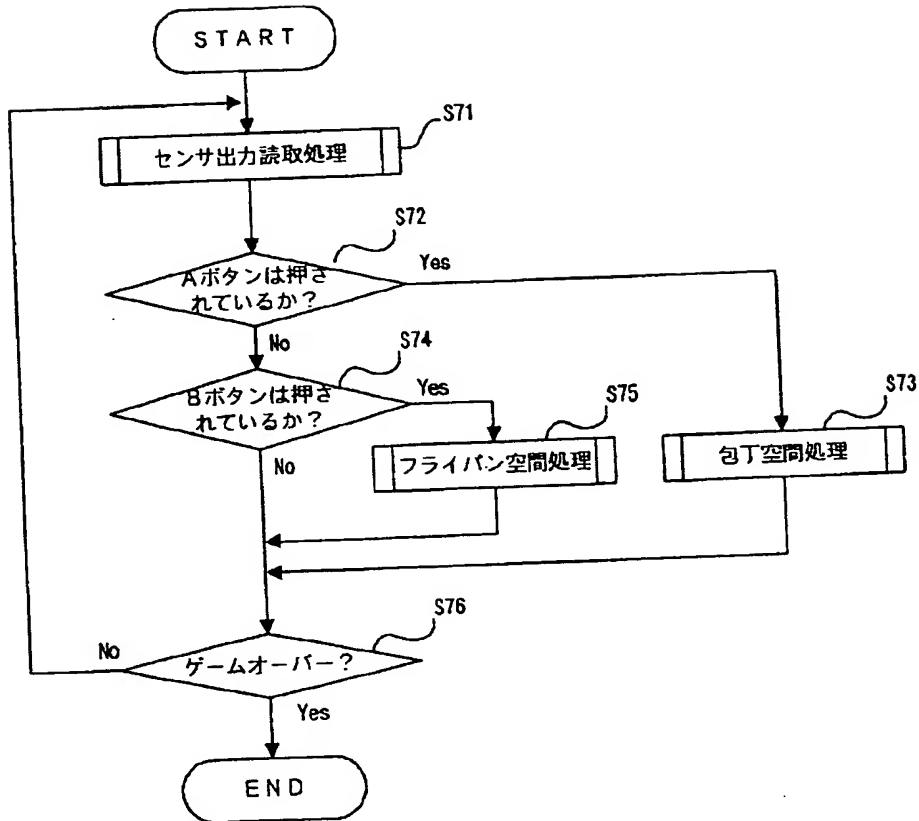 START
S71
センサ出力読取処理
S72
Aボタンは押さ
れているか？
Yes
No
S74
Bボタンは押さ
れているか？
Yes
S75
S73
フライパン空間処理
包丁空間処理
No
S76
No
ゲームオーバー？
Yes
END